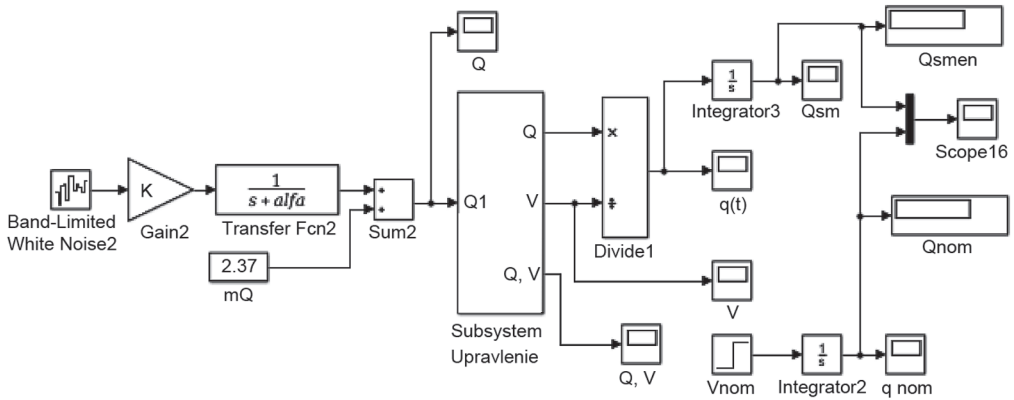 Band-Limited
White Noise2
K
Gain2
1
s + alfa
Transfer Fcn2
2.37
mQ
+
+
Sum2
Q
Q1
Q
V
Q, V
Subsystem
Upravlenie
×
÷
Divide1
1
s
Integrator3
Qsm
Qsmen
Scope16
q(t)
Qnom
V
Q, V
Vnom
1
s
Integrator2
q nom